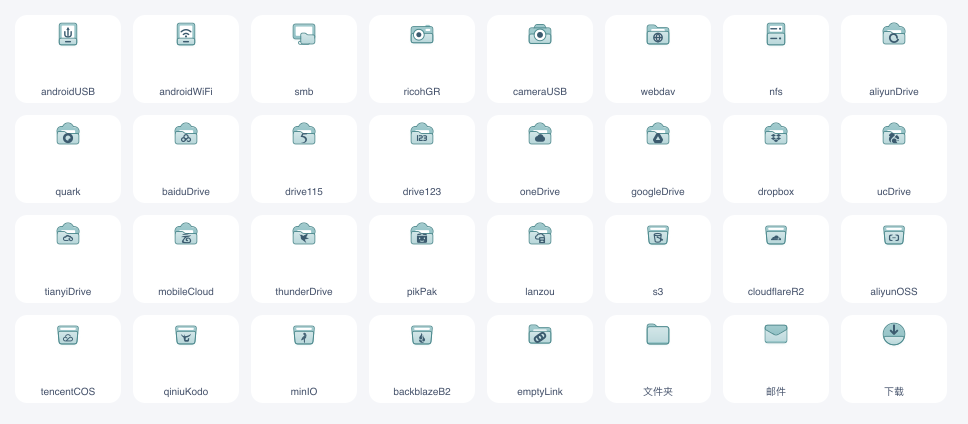 androidUSB
androidWiFi
smb
ricohGR
cameraUSB
webdav
nfs
aliyunDrive
quark
baiduDrive
drive115
123
drive123
oneDrive
googleDrive
dropbox
ucDrive
tianyiDrive
mobileCloud
thunderDrive
pikPak
lanzou
s3
cloudflareR2
aliyunOSS
tencentCOS
qiniuKodo
minIO
backblazeB2
emptyLink
文件夹
邮件
下载